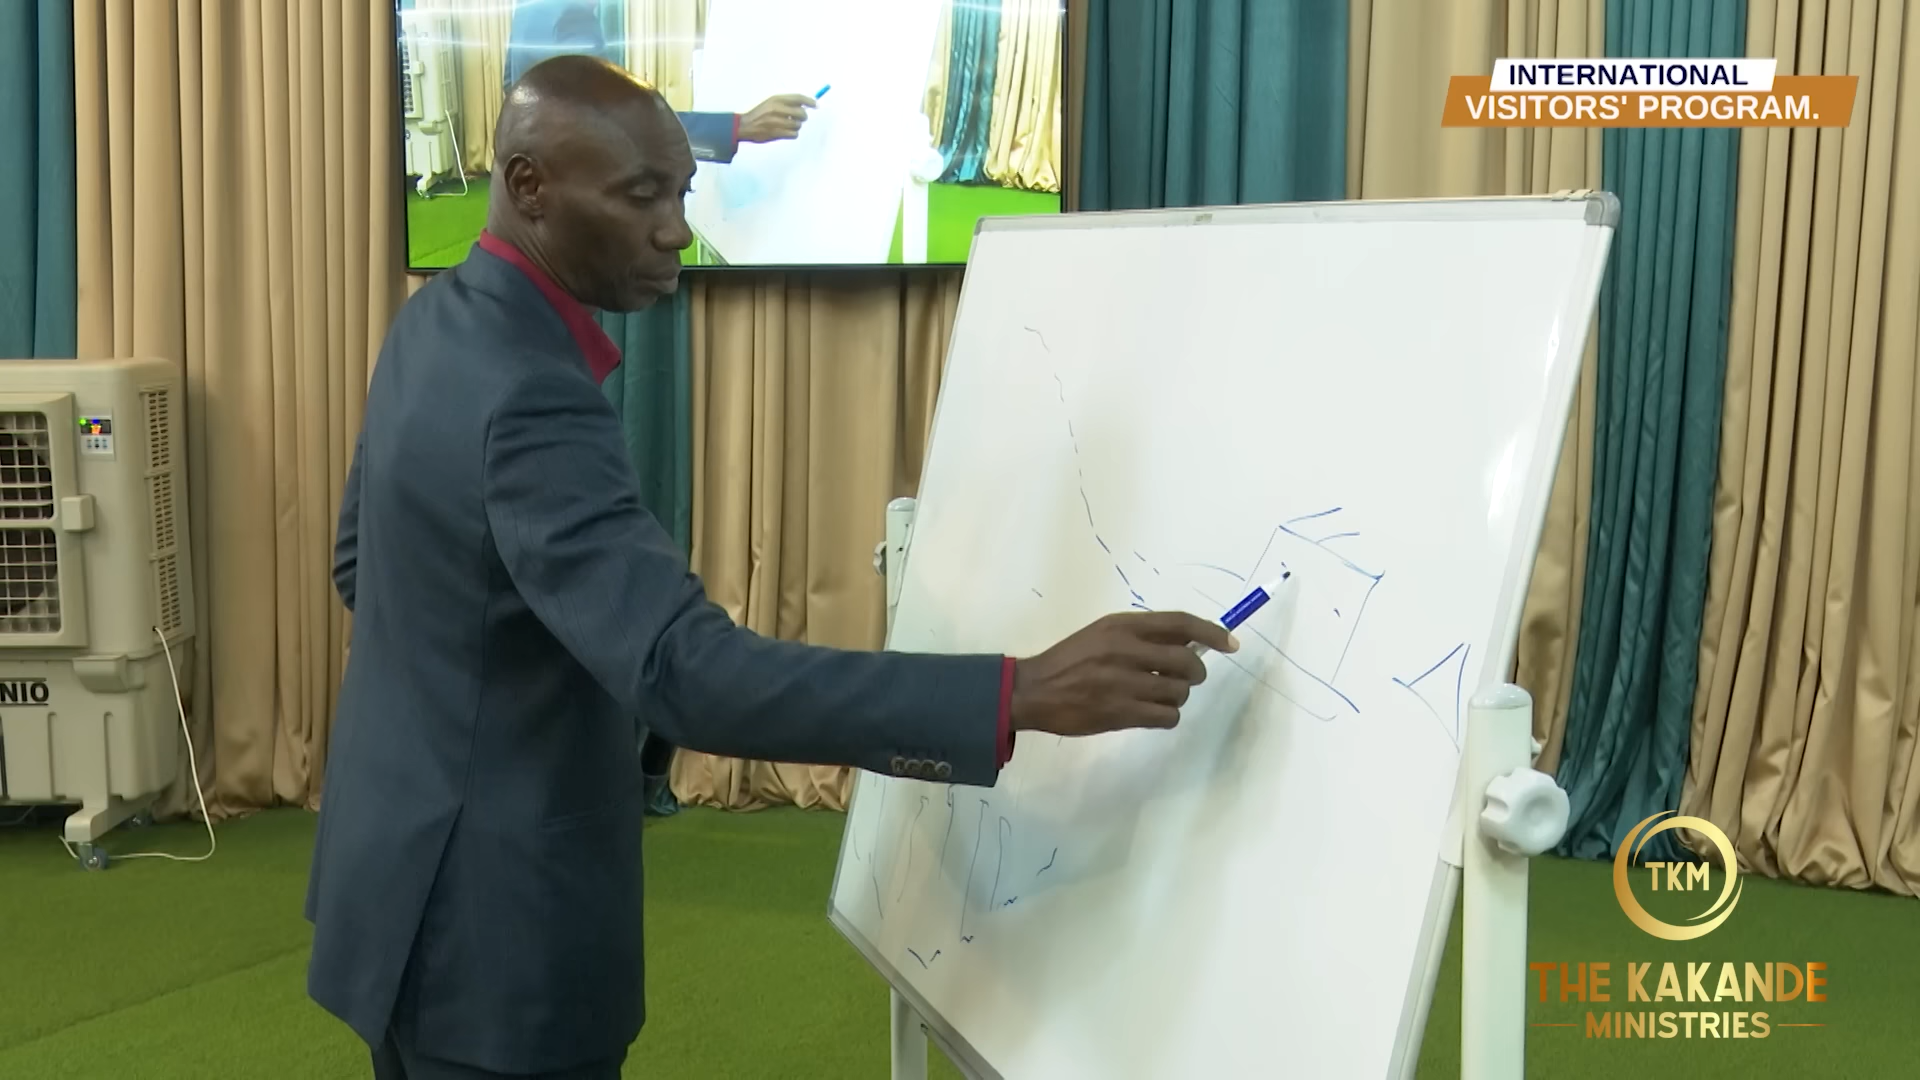 INTERNATIONAL
VISITORS' PROGRAM.
NIO
TKM
THE KAKANDE
MINISTRIES